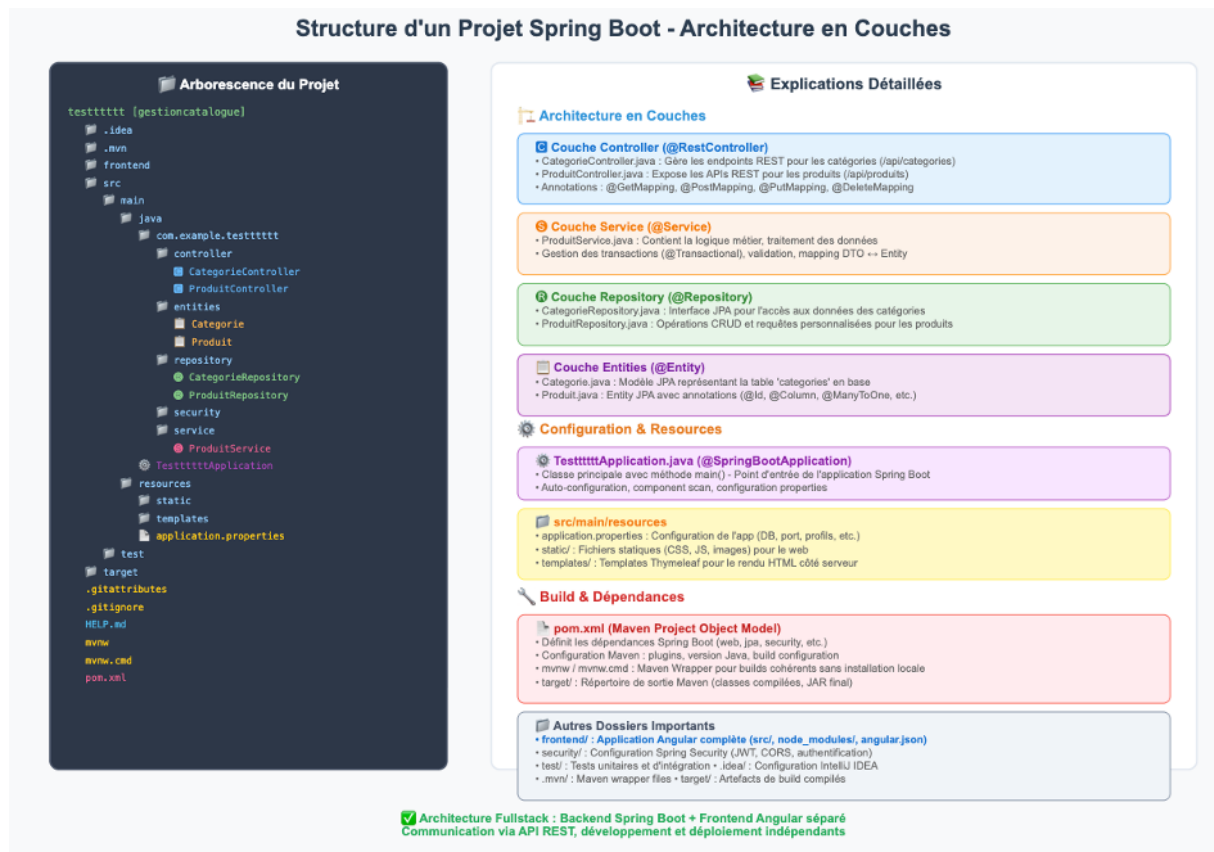 Structure d'un Projet Spring Boot - Architecture en Couches
Arborescence du Projet
testttttt [gestioncatalogue]
.idea
.mvn
frontend
src
main
java
com.example.testttttt
controller
CategorieController
ProduitController
entities
Categorie
Produit
repository
CategorieRepository
ProduitRepository
security
service
ProduitService
TestttttApplication
resources
static
templates
application.properties
test
target
.gitattributes
.gitignore
HELP.md
mvnw
mvnw.cmd
pom.xml
Explications Détaillées
Architecture en Couches
C Couche Controller (@RestController)
• CategorieController.java : Gère les endpoints REST pour les catégories (/api/categories)
• ProduitController.java : Expose les APIs REST pour les produits (/api/produits)
• Annotations : @GetMapping, @PostMapping, @PutMapping, @DeleteMapping
S Couche Service (@Service)
• ProduitService.java : Contient la logique métier, traitement des données
• Gestion des transactions (@Transactional), validation, mapping DTO ↔ Entity
R Couche Repository (@Repository)
• CategorieRepository.java : Interface JPA pour l'accès aux données des catégories
• ProduitRepository.java : Opérations CRUD et requêtes personnalisées pour les produits
Couche Entities (@Entity)
• Categorie.java : Modèle JPA représentant la table 'categories' en base
• Produit.java : Entity JPA avec annotations (@Id, @Column, @ManyToOne, etc.)
Configuration & Resources
TestttttApplication.java (@SpringBootApplication)
• Classe principale avec méthode main() - Point d'entrée de l'application Spring Boot
• Auto-configuration, component scan, configuration properties
src/main/resources
• application.properties : Configuration de l'app (DB, port, profils, etc.)
• static/ : Fichiers statiques (CSS, JS, images) pour le web
• templates/ : Templates Thymeleaf pour le rendu HTML côté serveur
Build & Dépendances
pom.xml (Maven Project Object Model)
• Définit les dépendances Spring Boot (web, jpa, security, etc.)
• Configuration Maven : plugins, version Java, build configuration
• mvnw / mvnw.cmd : Maven Wrapper pour builds cohérents sans installation locale
• target/ : Répertoire de sortie Maven (classes compilées, JAR final)
Autres Dossiers Importants
• frontend/ : Application Angular complète (src/, node_modules/, angular.json)
• security/ : Configuration Spring Security (JWT, CORS, authentification)
• test/ : Tests unitaires et d'intégration • .idea/ : Configuration IntelliJ IDEA
• .mvn/ : Maven wrapper files • target/ : Artefacts de build compilés
✅ Architecture Fullstack : Backend Spring Boot + Frontend Angular séparé
Communication via API REST, développement et déploiement indépendants